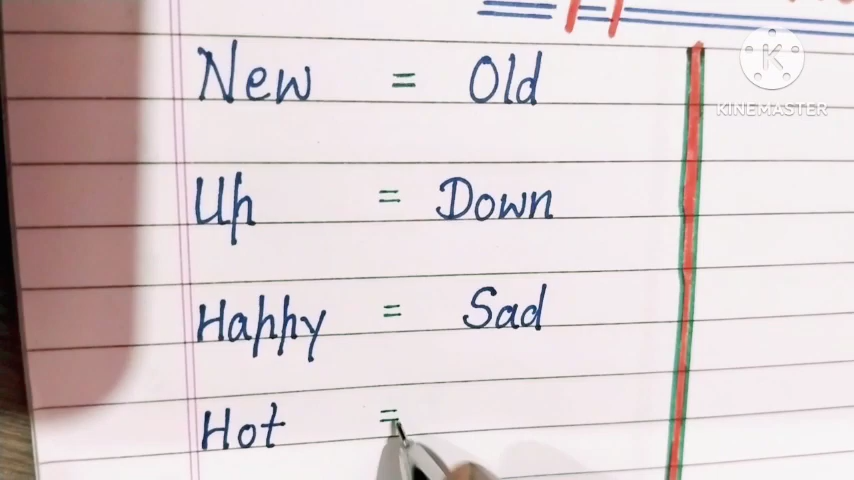 KINEMASTER
New = Old
Up = Down
Happy = Sad
Hot =